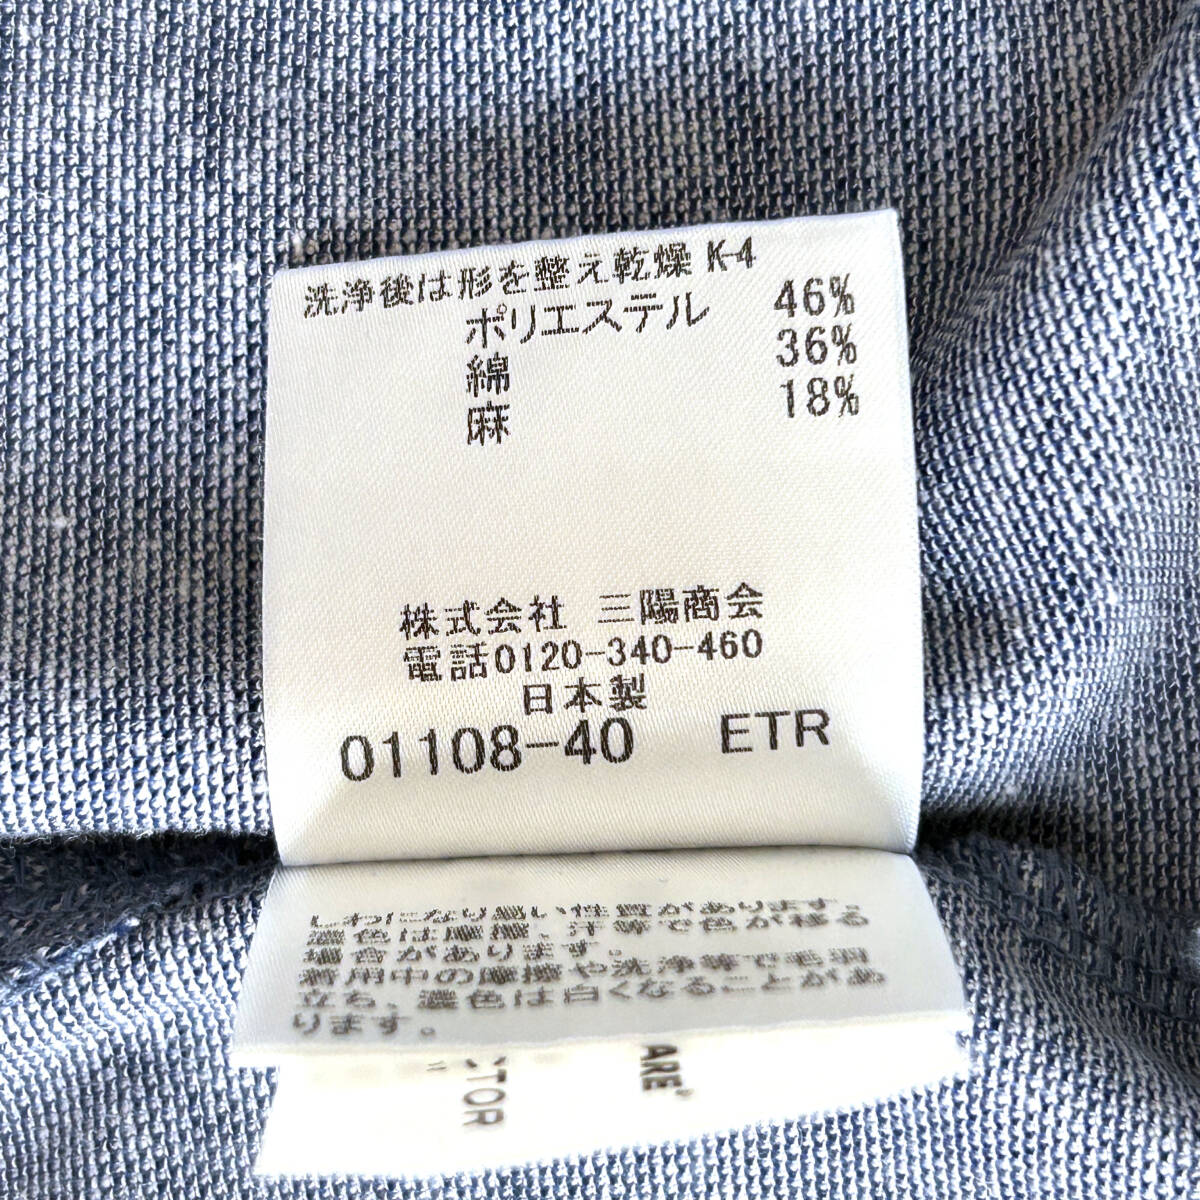 洗浄後は形を整え乾燥 K-4
ポリエステル 46%
綿 36%
麻 18%
株式会社 三陽商会
電話0120-340-460
日本製
01108-40 ETR
しわになり易い性質があります。
濃色は摩擦、汗等で色が移る
場合があります。
着用中の摩擦や洗浄等で毛羽
立ち、濃色は白くなることがあ
ります。